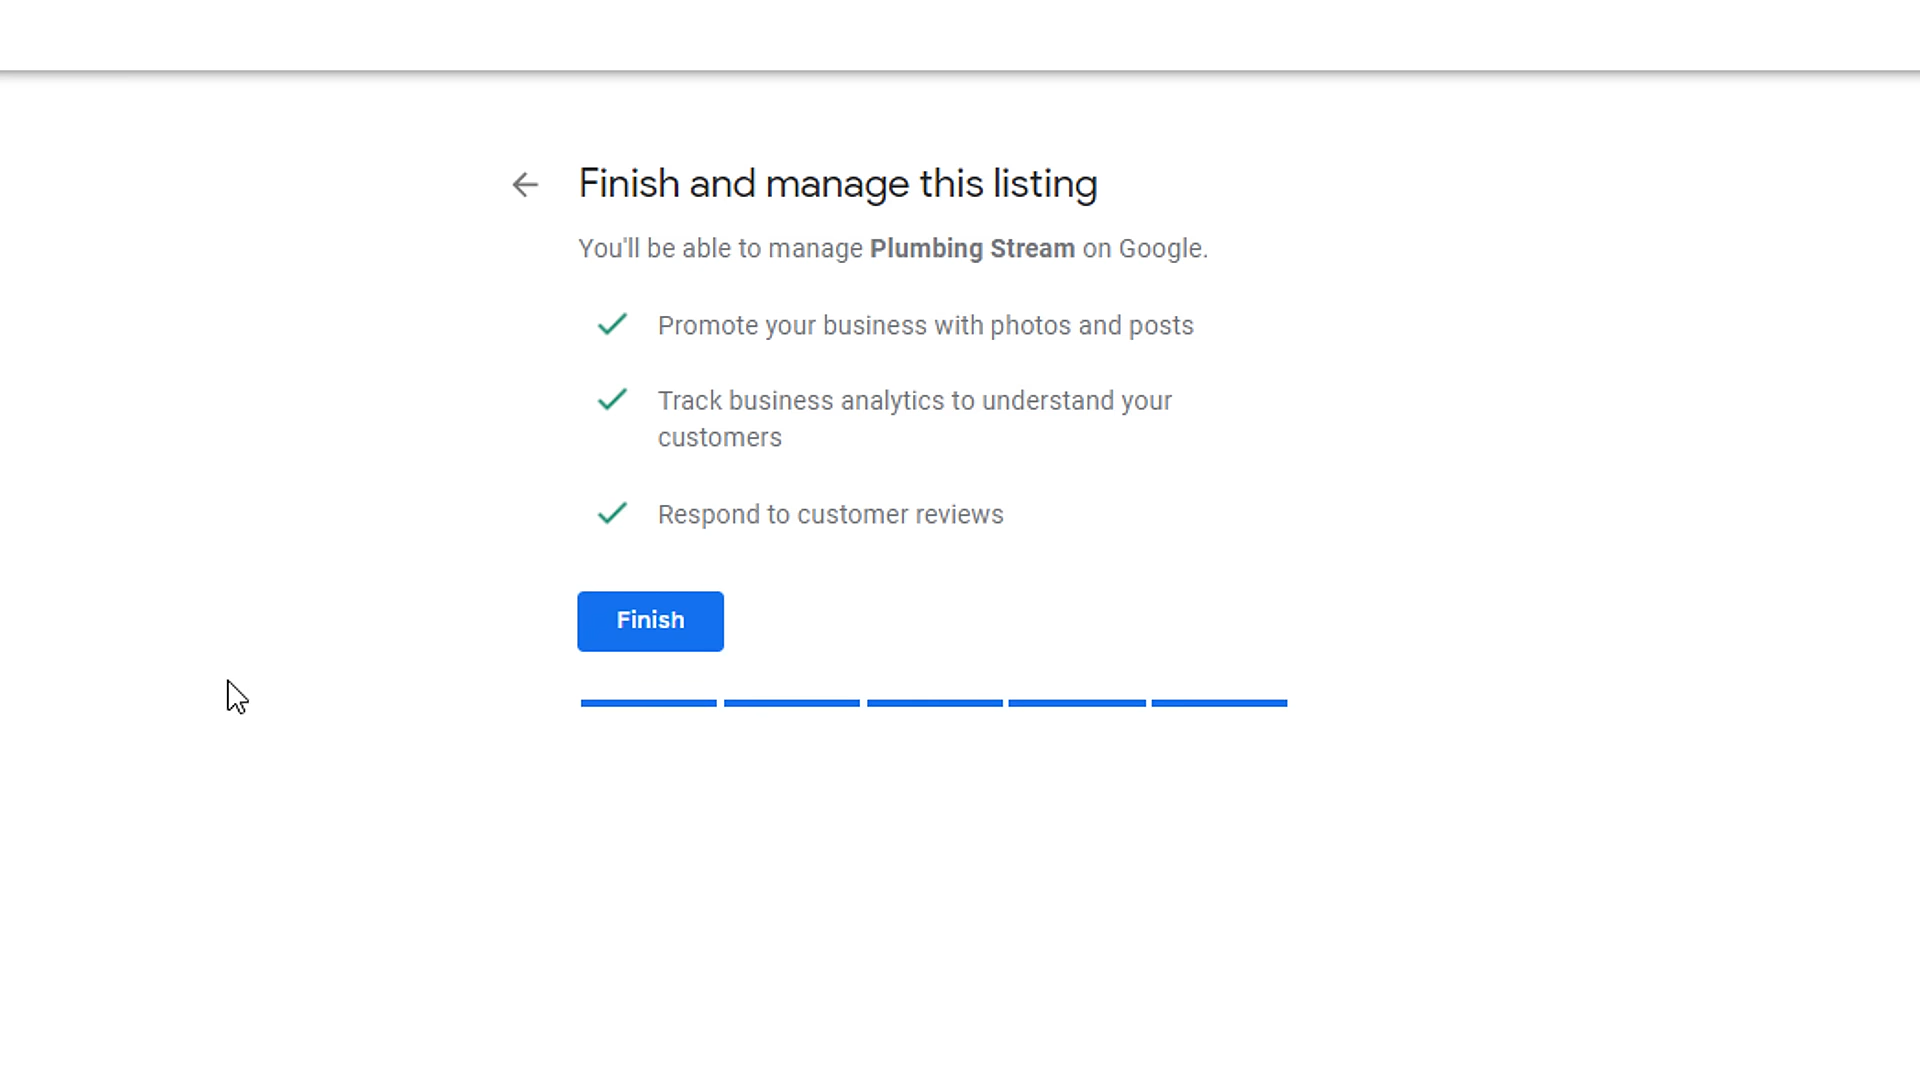 Finish and manage this listing
You'll be able to manage Plumbing Stream on Google.
Promote your business with photos and posts
Track business analytics to understand your
customers
Respond to customer reviews
Finish